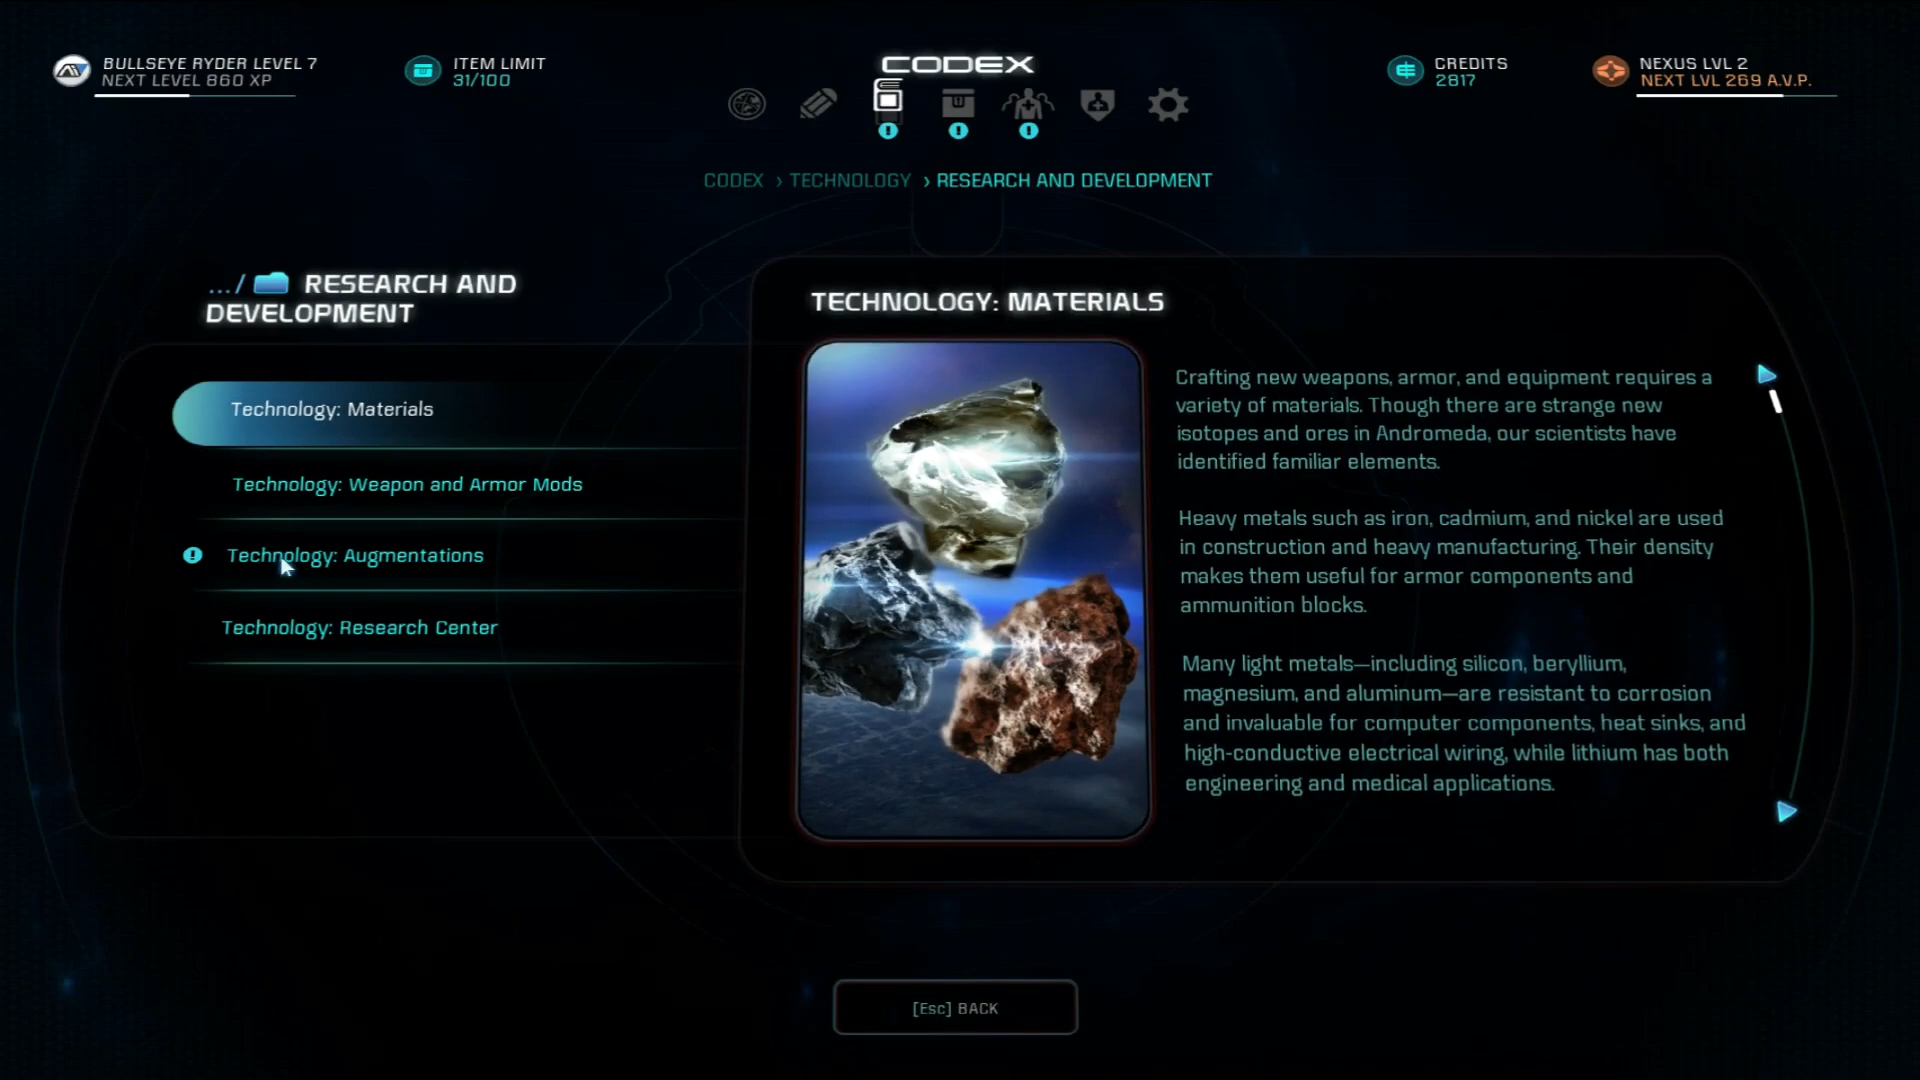 BULLSEYE RYDER LEVEL 7
NEXT LEVEL 860 XP
ITEM LIMIT
31/100
CODEX
CREDITS
2817
NEXUS LVL 2
NEXT LVL 269 A.V.P.
CODEX › TECHNOLOGY › RESEARCH AND DEVELOPMENT
.../ RESEARCH AND
DEVELOPMENT
Technology: Materials
Technology: Weapon and Armor Mods
Technology: Augmentations
Technology: Research Center
TECHNOLOGY: MATERIALS
Crafting new weapons, armor, and equipment requires a
variety of materials. Though there are strange new
isotopes and ores in Andromeda, our scientists have
identified familiar elements.
Heavy metals such as iron, cadmium, and nickel are used
in construction and heavy manufacturing. Their density
makes them useful for armor components and
ammunition blocks.
Many light metals—including silicon, beryllium,
magnesium, and aluminum—are resistant to corrosion
and invaluable for computer components, heat sinks, and
high-conductive electrical wiring, while lithium has both
engineering and medical applications.
[Esc] BACK